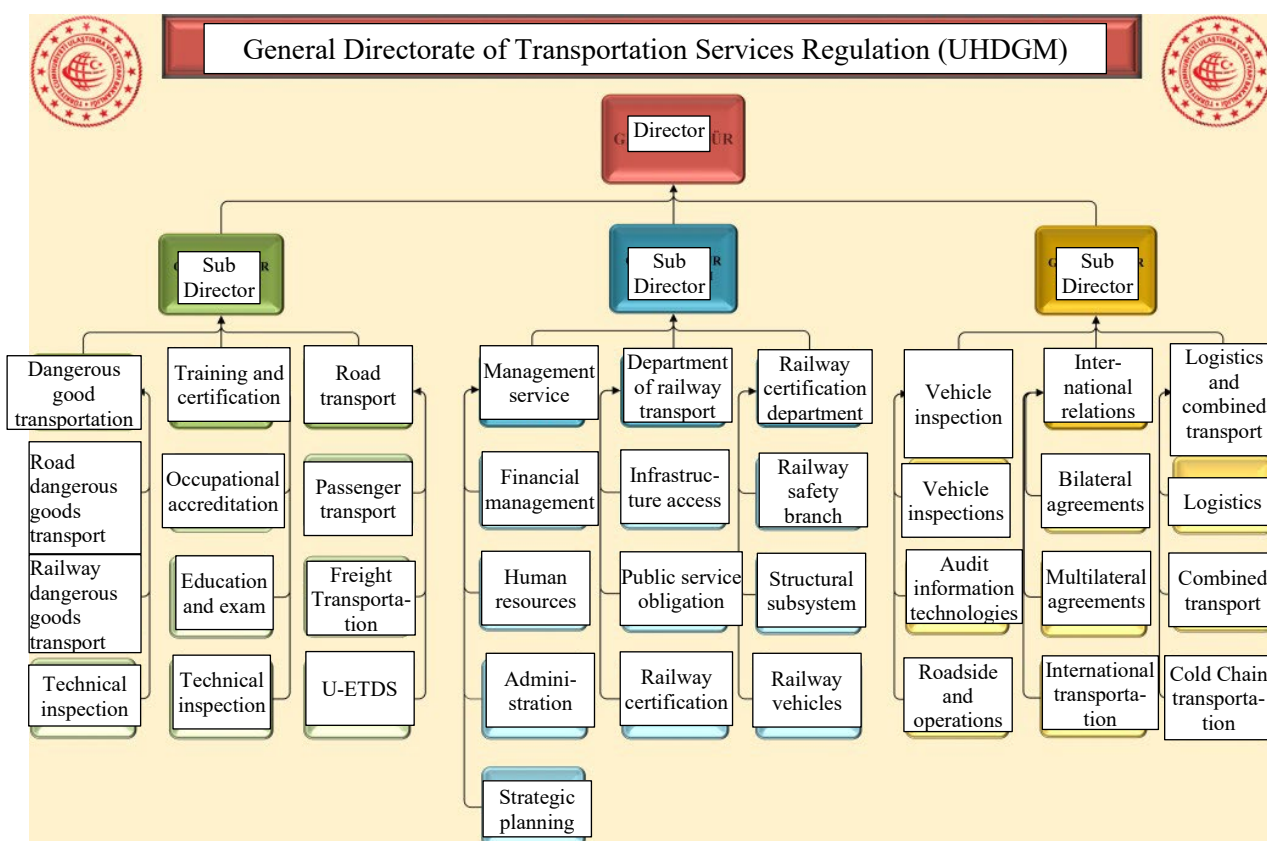 General Directorate of Transportation Services Regulation (UHDGM)
Director
Sub
Director
Sub
Director
Sub
Director
Dangerous
good
transportation
Training and
certification
Road
transport
Management
service
Department
of railway
transport
Railway
certification
department
Vehicle
inspection
Inter-
national
relations
Logistics
and
combined
transport
Road
dangerous
goods
transport
Occupational
accreditation
Passenger
transport
Financial
management
Infrastruc-
ture access
Railway
safety
branch
Vehicle
inspections
Bilateral
agreements
Logistics
Railway
dangerous
goods
transport
Education
and exam
Freight
Transporta-
tion
Human
resources
Public service
obligation
Structural
subsystem
Audit
information
technologies
Multilateral
agreements
Combined
transport
Technical
inspection
Technical
inspection
U-ETDS
Admini-
stration
Railway
certification
Railway
vehicles
Roadside
and
operations
International
transporta-
tion
Cold Chain
transporta-
tion
Strategic
planning